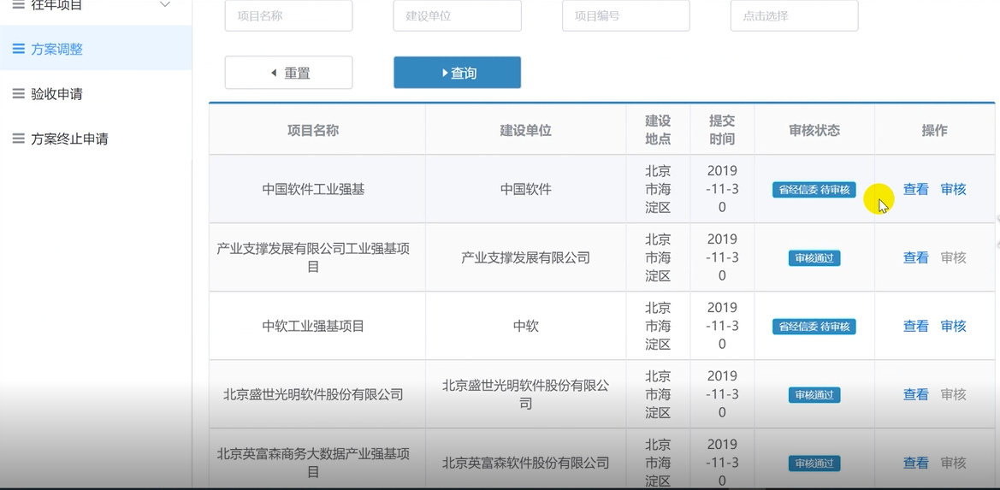 往年项目
方案调整
验收申请
方案终止申请
项目名称 建设单位 项目编号 点击选择
重置 查询
项目名称 建设单位 建设 提交 审核状态 操作
地点 时间
中国软件工业强基 中国软件 北京 2019 省经信委 待审核 查看 审核
市海 -11-3
淀区 0
产业支撑发展有限公司工业强基项 产业支撑发展有限公司 北京 2019 审核通过 查看 审核
目 市海 -11-3
淀区 0
中软工业强基项目 中软 北京 2019 省经信委 待审核 查看 审核
市海 -11-3
淀区 0
北京盛世光明软件股份有限公司 北京盛世光明软件股份有限公 北京 2019 审核通过 查看 审核
司 市海 -11-3
淀区 0
北京英富森商务大数据产业强基项 北京英富森软件股份有限公司 北京 2019 审核通过 查看 审核
目 市海 -11-3
淀区 0